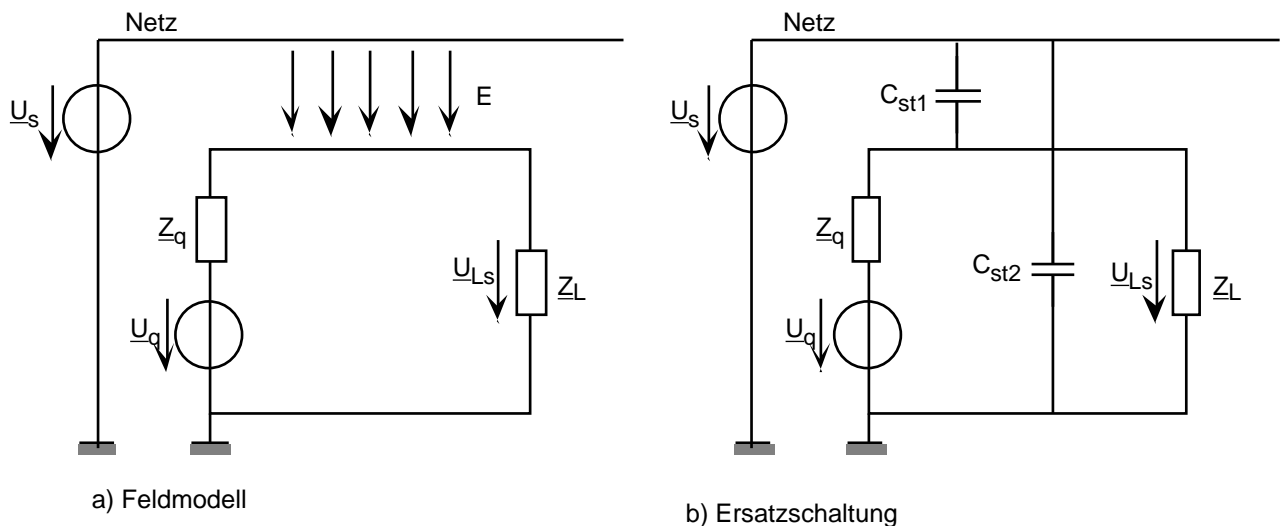 Netz
U_s
E
Z_q
U_Ls
Z_L
U_q
a) Feldmodell
Netz
C_st1
U_s
Z_q
C_st2
U_Ls
Z_L
U_q
b) Ersatzschaltung